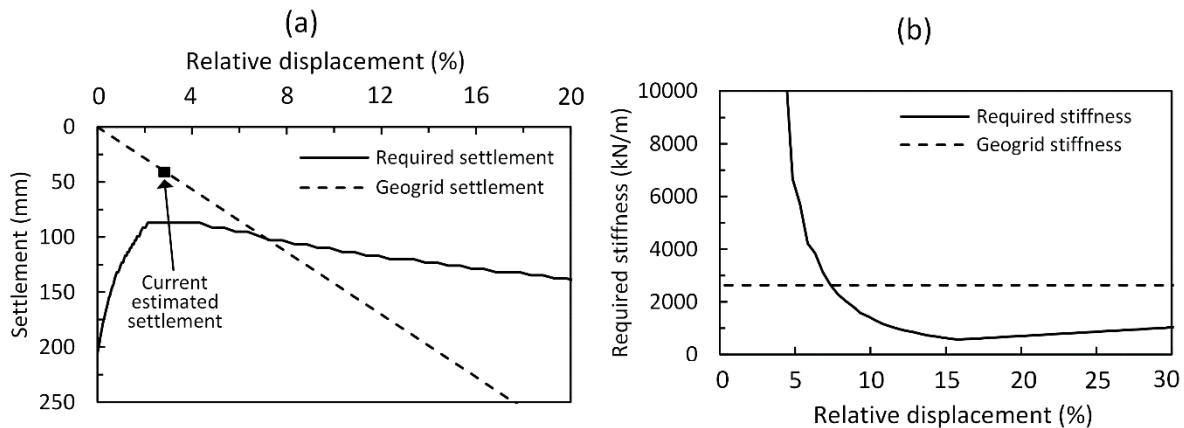 (a)
Relative displacement (%)
0 4 8 12 16 20
0
50
100
150
200
250
Settlement (mm)
Required settlement
Geogrid settlement
Current
estimated
settlement
(b)
10000
8000
6000
4000
2000
0
Required stiffness (kN/m)
Required stiffness
Geogrid stiffness
0 5 10 15 20 25 30
Relative displacement (%)